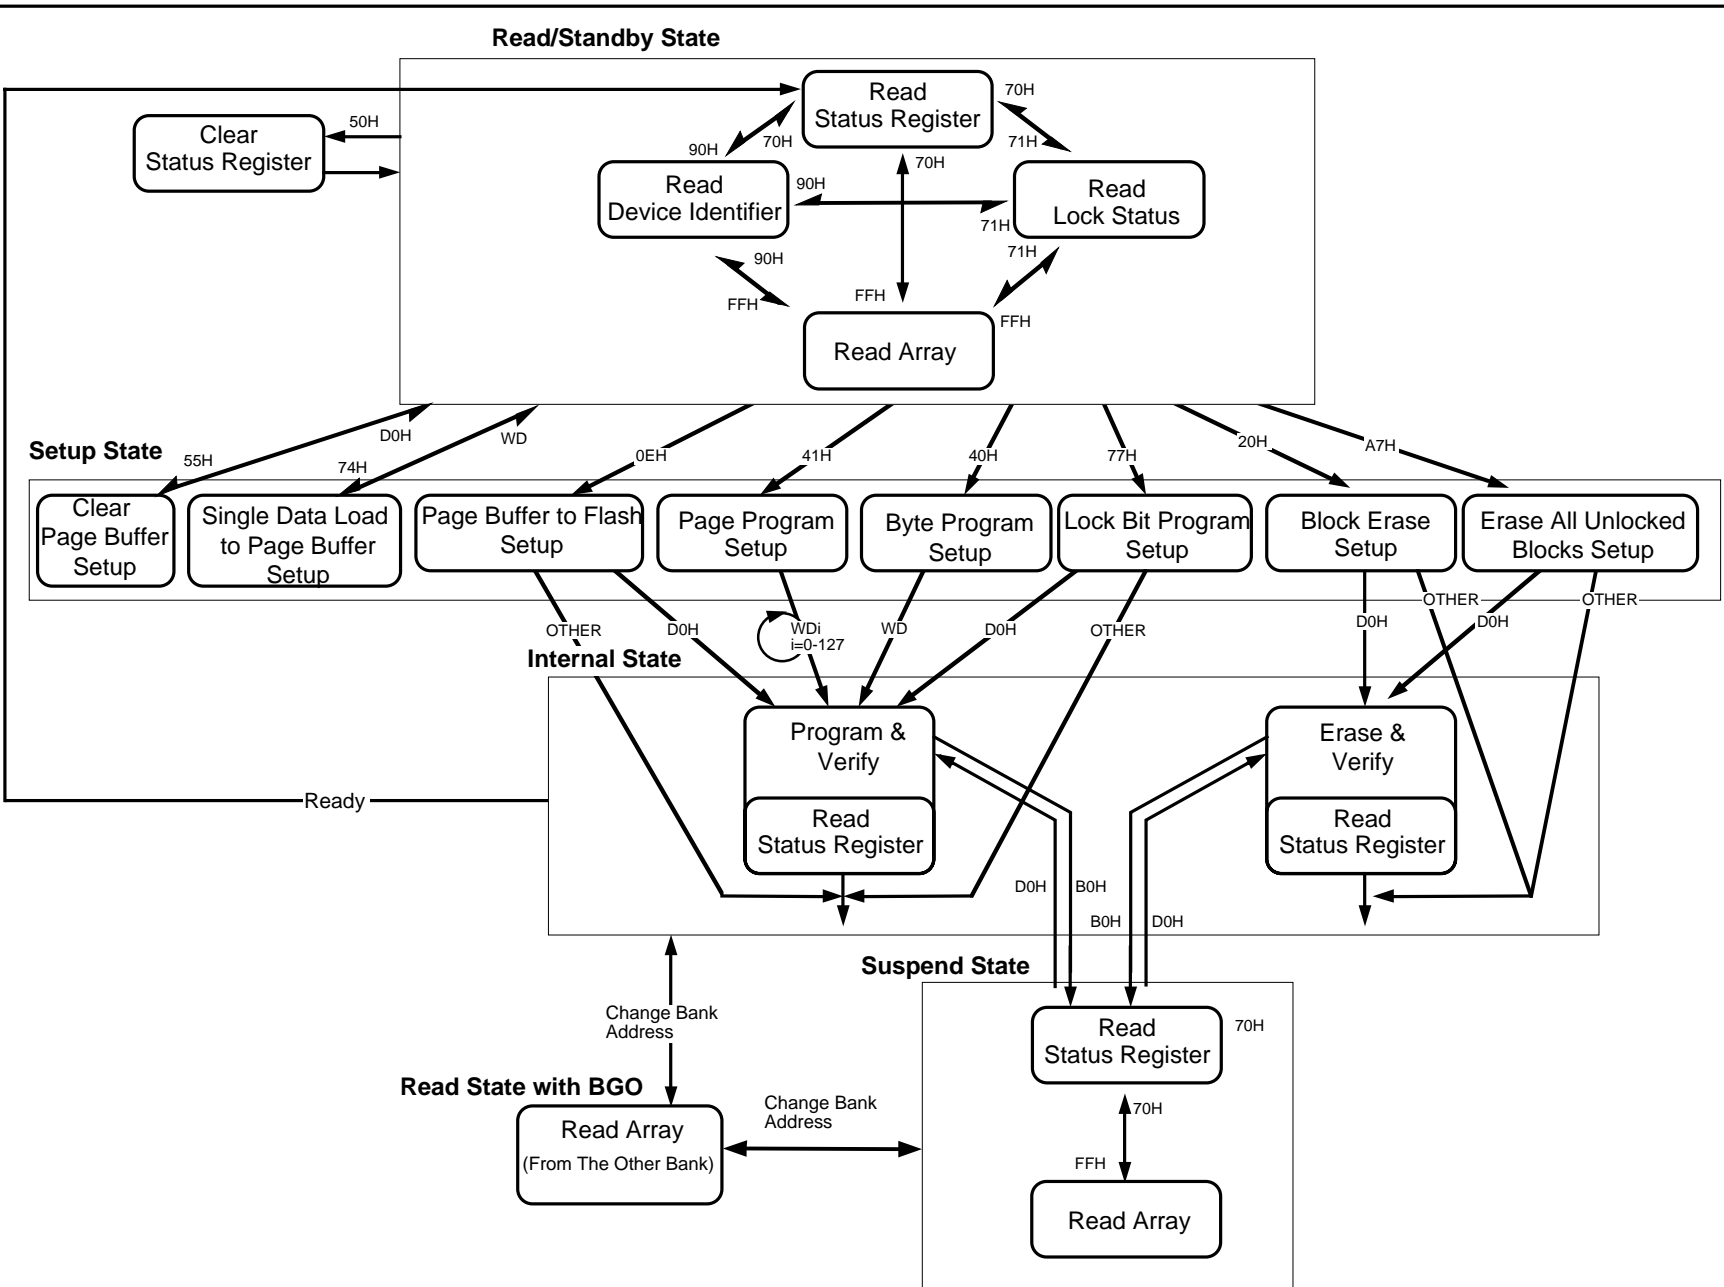 Read/Standby State
Read
Status Register
70H
Clear
Status Register
50H
90H
70H
71H
70H
Read
Device Identifier
90H
71H
Read
Lock Status
90H
71H
FFH
FFH
FFH
Read Array
Setup State
55H
D0H
74H
WD
0EH
41H
40H
77H
20H
A7H
Clear
Page Buffer
Setup
Single Data Load
to Page Buffer
Setup
Page Buffer to Flash
Setup
Page Program
Setup
Byte Program
Setup
Lock Bit Program
Setup
Block Erase
Setup
Erase All Unlocked
Blocks Setup
OTHER
D0H
WDi
i=0-127
WD
D0H
OTHER
D0H
OTHER
D0H
OTHER
Internal State
Program &
Verify
Read
Status Register
Erase &
Verify
Read
Status Register
Ready
D0H
B0H
B0H
D0H
Suspend State
Change Bank
Address
Read
Status Register
70H
Read State with BGO
Read Array
(From The Other Bank)
Change Bank
Address
70H
FFH
Read Array